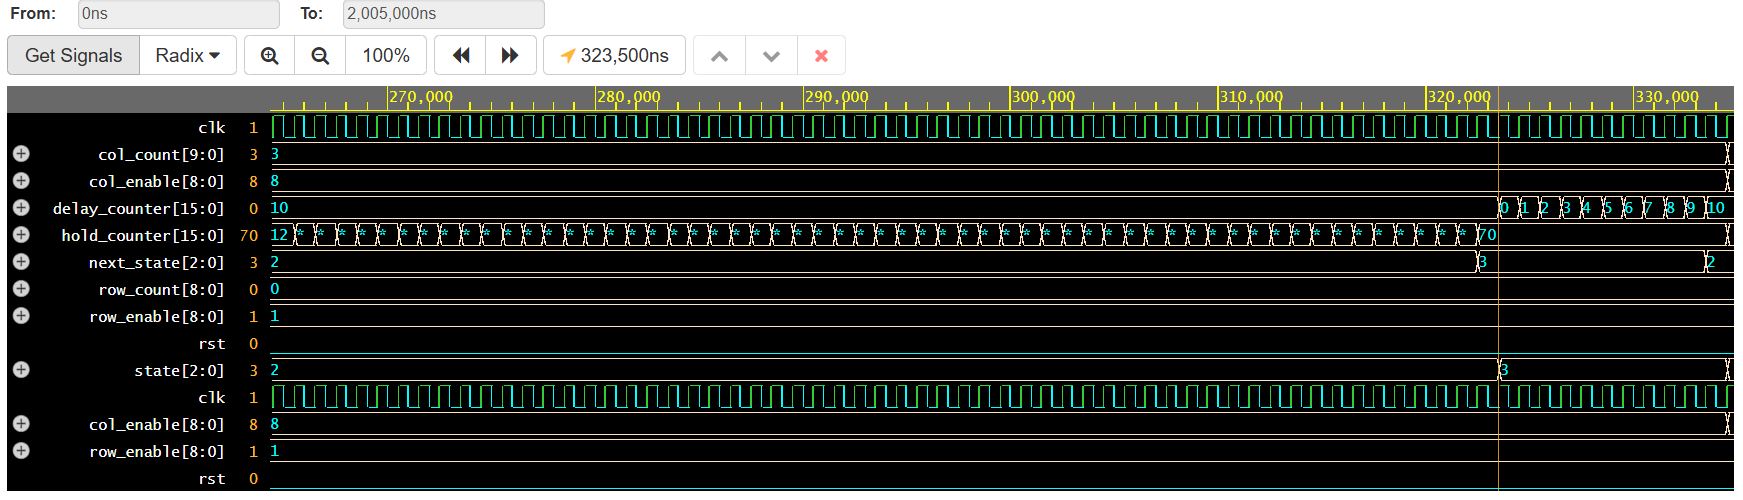 From: 0ns To: 2,005,000ns
Get Signals Radix 100% 323,500ns
270,000 280,000 290,000 300,000 310,000 320,000 330,000
clk 1
col_count[9:0] 3 3
col_enable[8:0] 8 8
delay_counter[15:0] 0 10 0 1 2 3 4 5 6 7 8 9 10
hold_counter[15:0] 70 12 * * * * * * * * * * * * * * * * * * * * * * * * * * * * * * * * * * * * * * * * * * * * * * * * * * * * * * * * * 70
next_state[2:0] 3 2 3 2
row_count[8:0] 0 0
row_enable[8:0] 1 1
rst 0
state[2:0] 3 2 3
clk 1
col_enable[8:0] 8 8
row_enable[8:0] 1 1
rst 0